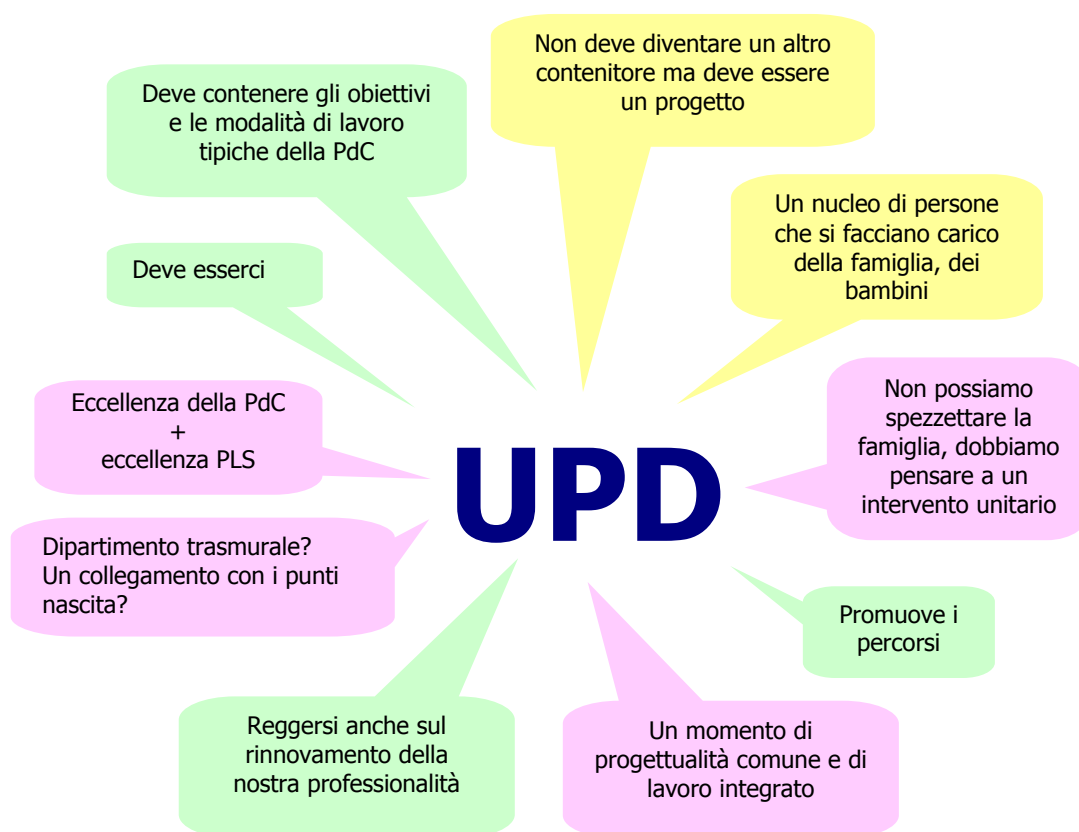 Non deve diventare un altro
contenitore ma deve essere
un progetto
Deve contenere gli obiettivi
e le modalità di lavoro
tipiche della PdC
Un nucleo di persone
che si facciano carico
della famiglia, dei
bambini
Deve esserci
Eccellenza della PdC
+
eccellenza PLS
Non possiamo
spezzettare la
famiglia, dobbiamo
pensare a un
intervento unitario
UPD
Dipartimento trasmurale?
Un collegamento con i punti
nascita?
Promuove i
percorsi
Reggersi anche sul
rinnovamento della
nostra professionalità
Un momento di
progettualità comune e di
lavoro integrato